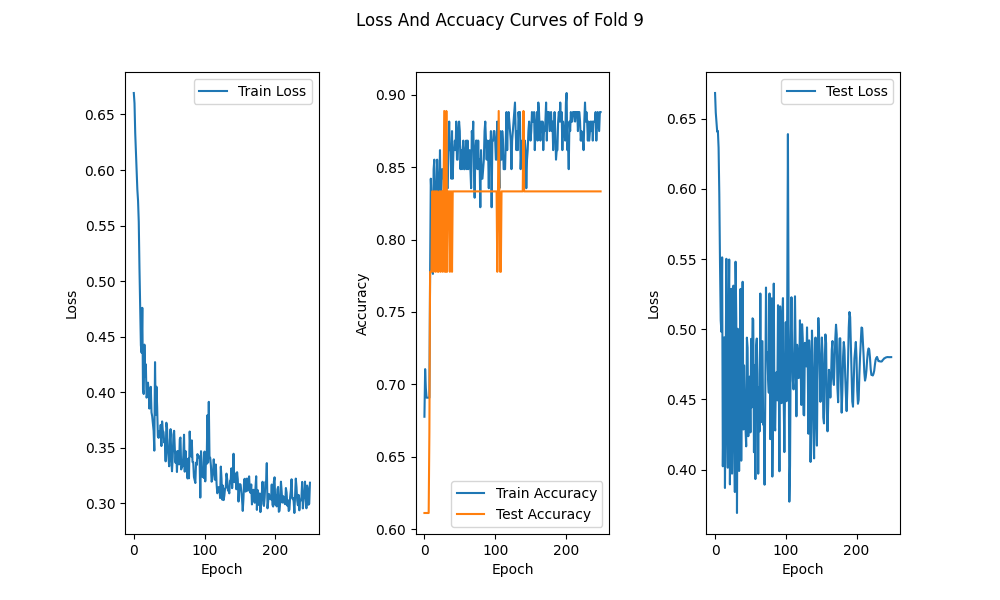 Loss And Accuacy Curves of Fold 9
Train Loss
0.65
0.60
0.55
0.50
0.45
0.40
0.35
0.30
Loss
0 100 200
Epoch
0.90
0.85
0.80
0.75
0.70
0.65
0.60
Accuracy
Train Accuracy
Test Accuracy
0 100 200
Epoch
Test Loss
0.65
0.60
0.55
0.50
0.45
0.40
Loss
0 100 200
Epoch